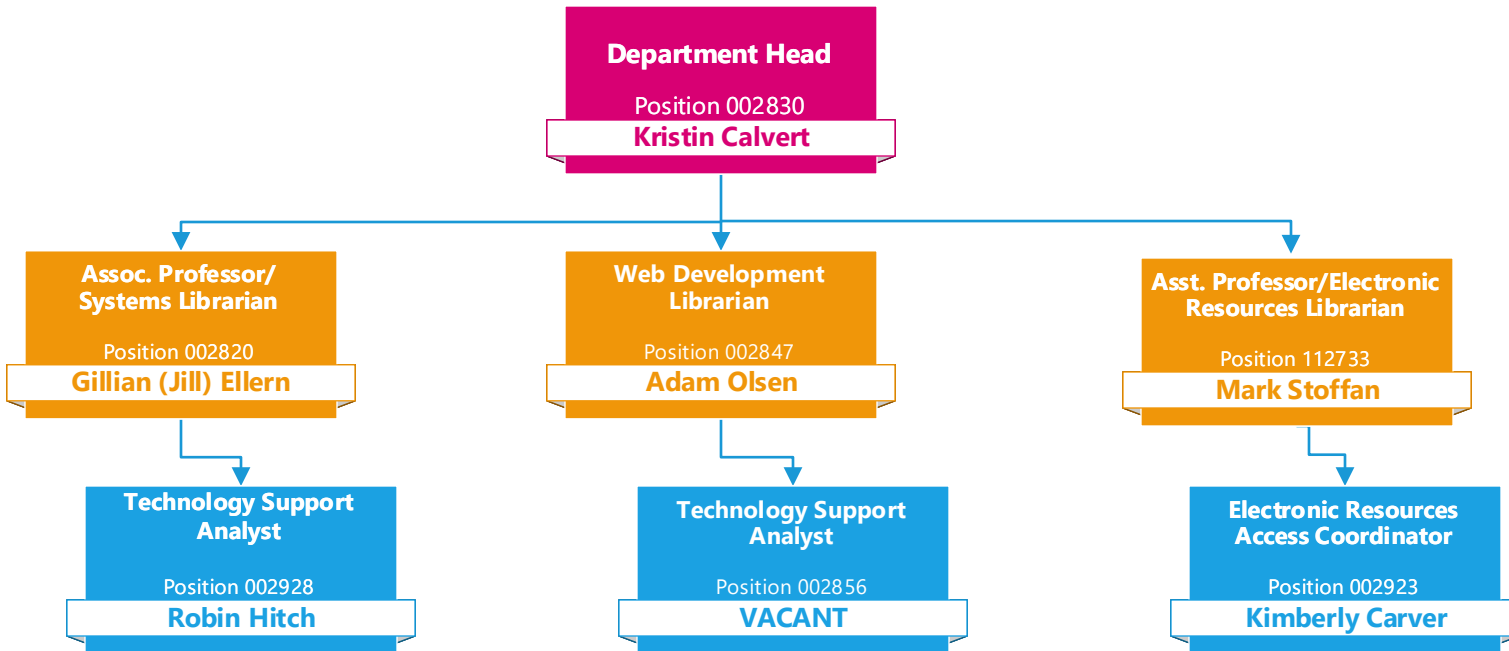 Department Head
Position 002830
Kristin Calvert
Assoc. Professor/
Systems Librarian
Position 002820
Gillian (Jill) Ellern
Web Development
Librarian
Position 002847
Adam Olsen
Asst. Professor/Electronic
Resources Librarian
Position 112733
Mark Stoffan
Technology Support
Analyst
Position 002928
Robin Hitch
Technology Support
Analyst
Position 002856
VACANT
Electronic Resources
Access Coordinator
Position 002923
Kimberly Carver